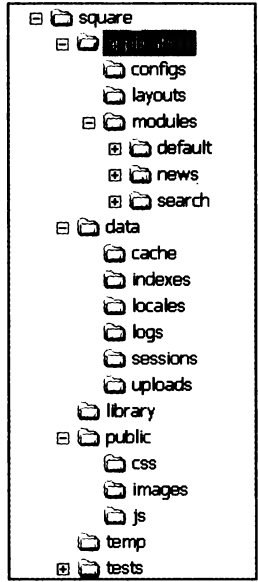 square
configs
layouts
modules
default
news
search
data
cache
indexes
locales
logs
sessions
uploads
library
public
css
images
js
temp
tests